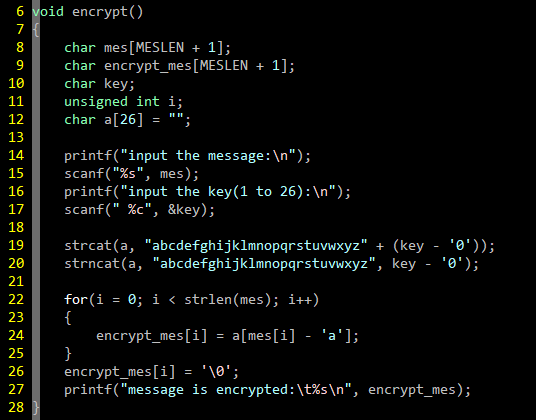 6 void encrypt()
7 {
8     char mes[MESLEN + 1];
9     char encrypt_mes[MESLEN + 1];
10     char key;
11     unsigned int i;
12     char a[26] = "";
13
14     printf("input the message:\n");
15     scanf("%s", mes);
16     printf("input the key(1 to 26):\n");
17     scanf(" %c", &key);
18
19     strcat(a, "abcdefghijklmnopqrstuvwxyz" + (key - '0'));
20     strncat(a, "abcdefghijklmnopqrstuvwxyz", key - '0');
21
22     for(i = 0; i < strlen(mes); i++)
23     {
24         encrypt_mes[i] = a[mes[i] - 'a'];
25     }
26     encrypt_mes[i] = '\0';
27     printf("message is encrypted:\t%s\n", encrypt_mes);
28 }